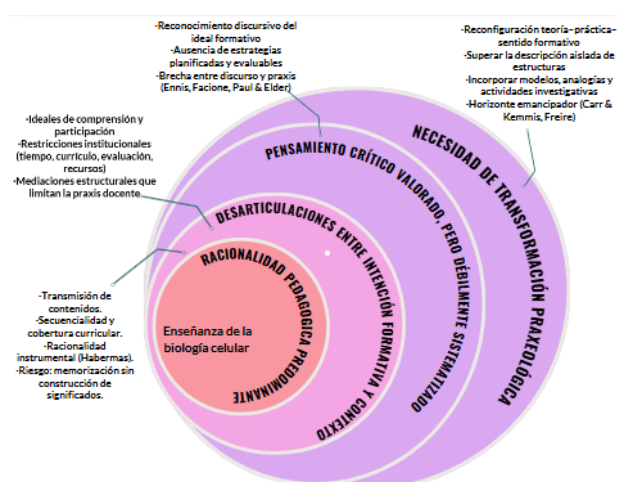 -Reconocimiento discursivo del
ideal formativo
-Ausencia de estrategias
planificadas y evaluables
-Brecha entre discurso y praxis
(Ennis, Facione, Paul & Elder)
-Reconfiguración teoría–práctica–
sentido formativo
-Superar la descripción aislada de
estructuras
-Incorporar modelos, analogías y
actividades investigativas
-Horizonte emancipador (Carr &
Kemmis, Freire)
-Ideales de comprensión y
participación
-Restricciones institucionales
(tiempo, currículo, evaluación,
recursos)
-Mediaciones estructurales que
limitan la praxis docente
NECESIDAD DE TRANSFORMACIÓN PRAXEOLÓGICA
PENSAMIENTO CRÍTICO VALORADO, PERO DÉBILMENTE SISTEMATIZADO
DESARTICULACIONES ENTRE INTENCIÓN FORMATIVA Y CONTEXTO
RACIONALIDAD PEDAGOGICA PREDOMINANTE
Enseñanza de la
biología celular
-Transmisión de
contenidos.
-Secuencialidad y
cobertura curricular.
-Racionalidad
instrumental (Habermas).
-Riesgo: memorización sin
construcción de
significados.